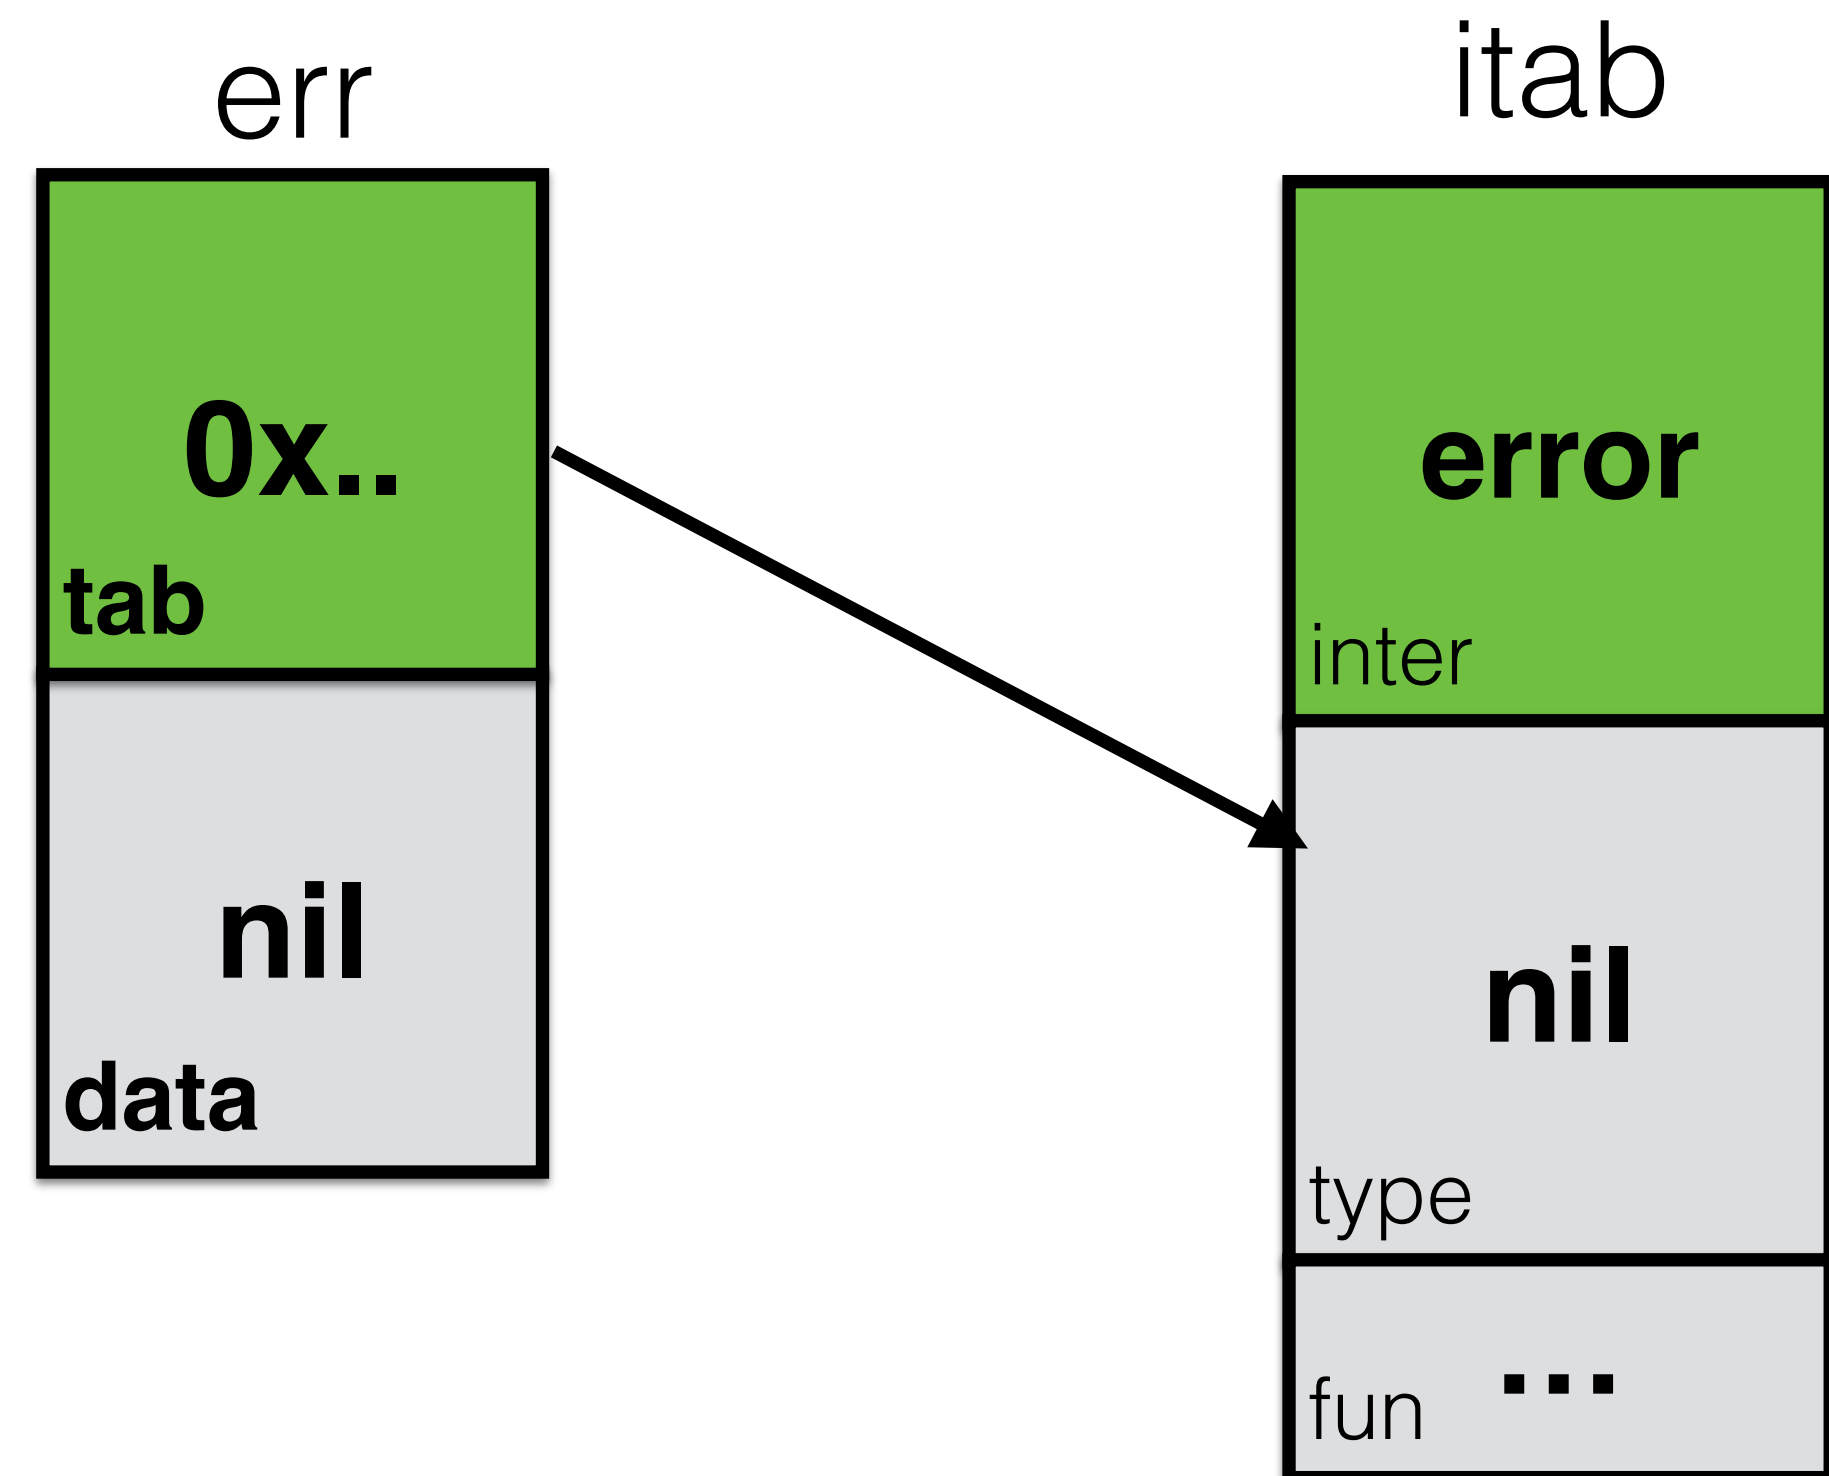 err
0x..
tab
nil
data
itab
error
inter
nil
type
...
fun